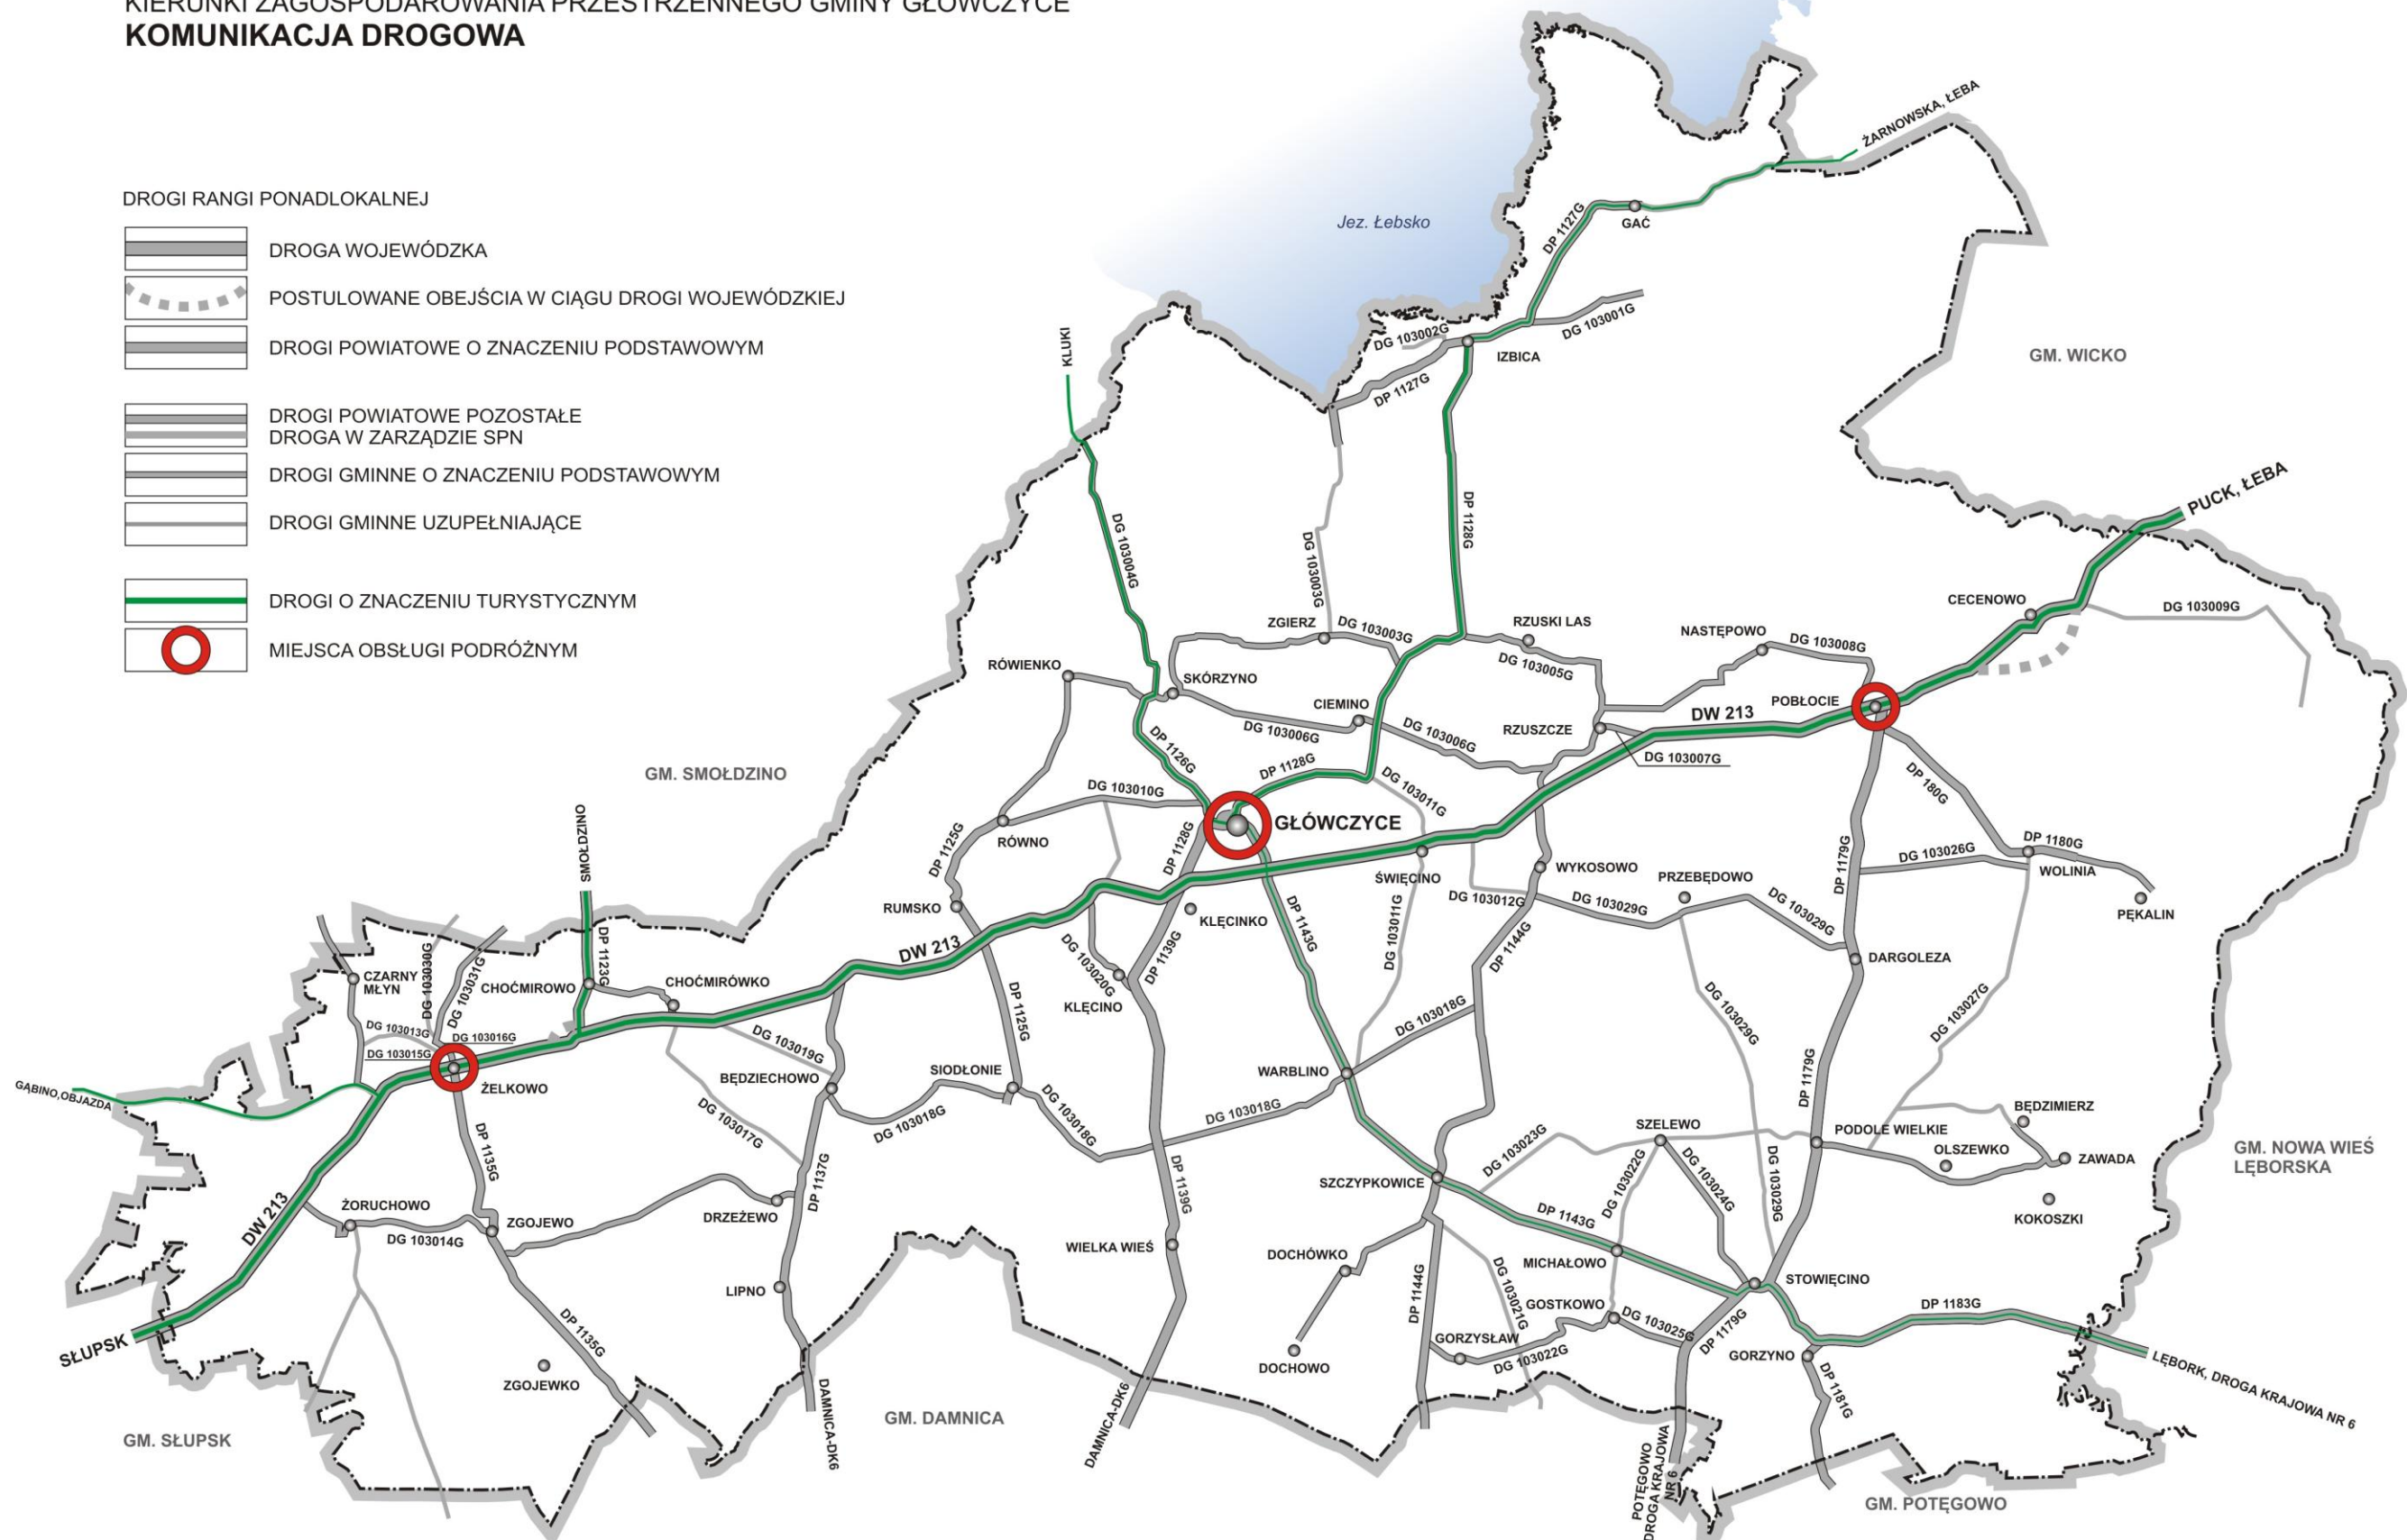 KIERUNKI ZAGOSPODAROWANIA PRZESTRZENNEGO GMINY GŁÓWCZYCE
KOMUNIKACJA DROGOWA
DROGI RANGI PONADLOKALNEJ
DROGA WOJEWÓDZKA
POSTULOWANE OBEJŚCIA W CIĄGU DROGI WOJEWÓDZKIEJ
DROGI POWIATOWE O ZNACZENIU PODSTAWOWYM
DROGI POWIATOWE POZOSTAŁE
DROGA W ZARZĄDZIE SPN
DROGI GMINNE O ZNACZENIU PODSTAWOWYM
DROGI GMINNE UZUPEŁNIAJĄCE
DROGI O ZNACZENIU TURYSTYCZNYM
MIEJSCA OBSŁUGI PODRÓŻNYM
ŻARNOWSKA, ŁEBA
Jez. Łebsko
GAĆ
DP 1127G
DG 103001G
DG 103002G
IZBICA
DP 1127G
KLUKI
GM. WICKO
PUCK, ŁEBA
DP 1128G
DG 103004G
DG 103003G
CECENOWO
DG 103009G
ZGIERZ
DG 103003G
RZUSKI LAS
NASTĘPOWO
DG 103008G
RÓWIENKO
SKÓRZYNO
DG 103005G
CIEMINO
POBŁOCIE
DW 213
DG 103006G
DG 103006G
RZUSZCZE
DG 103007G
DP 1126G
DP 1128G
GM. SMOŁDZINO
DG 103010G
DG 103011G
DP 180G
GŁÓWCZYCE
SMOŁDZINO
RÓWNO
DP 1125G
DP 1128G
DP 1179G
DG 103026G
DP 1180G
WOLINIA
ŚWIĘCINO
WYKOSOWO
PRZEBĘDOWO
PĘKALIN
RUMSKO
KLĘCINKO
DG 103012G
DG 103029G
DG 103029G
DP 1143G
DG 103011G
DP 1144G
DARGOLEZA
DW 213
DG 103020G
DP 1139G
KLĘCINO
CZARNY
MŁYN
DG 103030G
DG 103031G
CHOĆMIROWO
DP 1123G
CHOĆMIRÓWKO
DG 103013G
DG 103016G
DG 103015G
DG 103019G
DP 1125G
DG 103018G
DG 103029G
DG 103027G
GĄBINO,OBJAZDA
ŻELKOWO
BĘDZIECHOWO
SIODŁONIE
WARBLINO
DG 103018G
DG 103018G
DG 103018G
DG 103017G
DP 1179G
BĘDZIMIERZ
SZELEWO
PODOLE WIELKIE
OLSZEWKO
ZAWADA
GM. NOWA WIEŚ
LĘBORSKA
DP 1135G
DP 1137G
DP 1139G
DG 103023G
DG 103022G
DG 103024G
DG 103029G
SZCZYPKOWICE
DW 213
ŻORUCHOWO
DG 103014G
ZGOJEWO
DRZEŻEWO
KOKOSZKI
DP 1143G
WIELKA WIEŚ
DOCHÓWKO
MICHAŁOWO
STOWIĘCINO
LIPNO
DP 1144G
DG 103021G
GOSTKOWO
DG 103025G
DP 1179G
DP 1183G
DP 1135G
SŁUPSK
ZGOJEWKO
DOCHOWO
GORZYSŁAW
DG 103022G
GORZYNO
DP 1181G
LĘBORK, DROGA KRAJOWA NR 6
DAMNICA-DK6
DAMNICA-DK6
GM. DAMNICA
GM. SŁUPSK
POTĘGOWO
DROGA KRAJOWA
NR 6
GM. POTĘGOWO